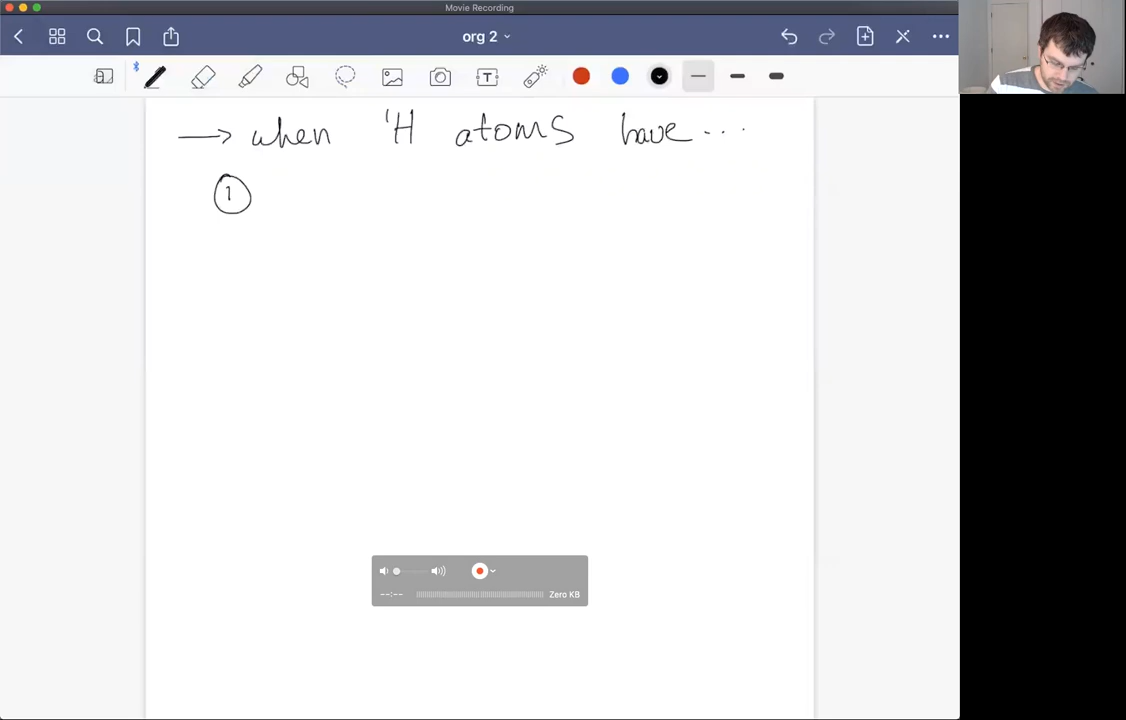 Movie Recording
org 2
→ when ¹H atoms have...
①
--:--
Zero KB